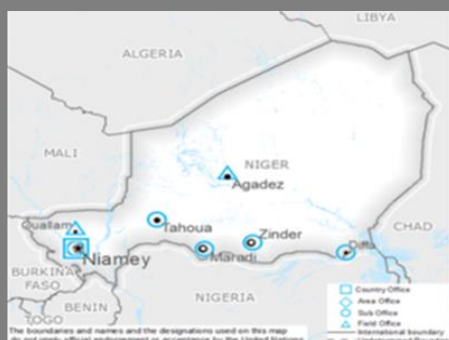 LIBYA
ALGERIA
MALI
NIGER
Agadez
CHAD
Ouallam
Tahoua
Zinder
Diffa
Niamey
Maradi
BURKINA
FASO
NIGERIA
BENIN
TOGO
Country Office
Area Office
Sub Office
Field Office
International boundary
The boundaries and names and the designations used on this map
do not imply official endorsement or acceptance by the United Nations